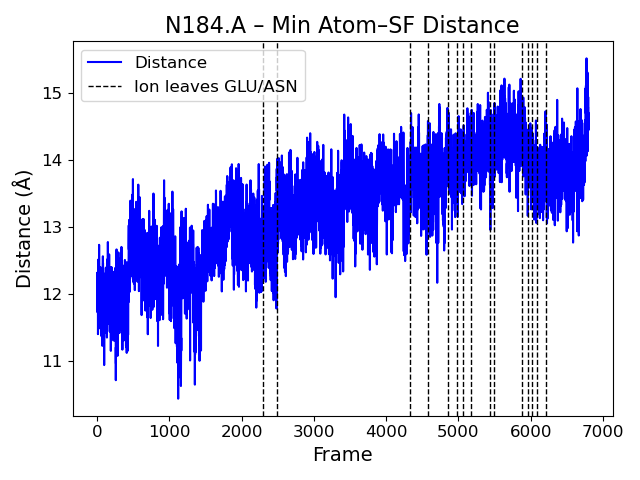 N184.A – Min Atom–SF Distance
Distance
Ion leaves GLU/ASN
Distance (Å)
15
14
13
12
11
0 1000 2000 3000 4000 5000 6000 7000
Frame